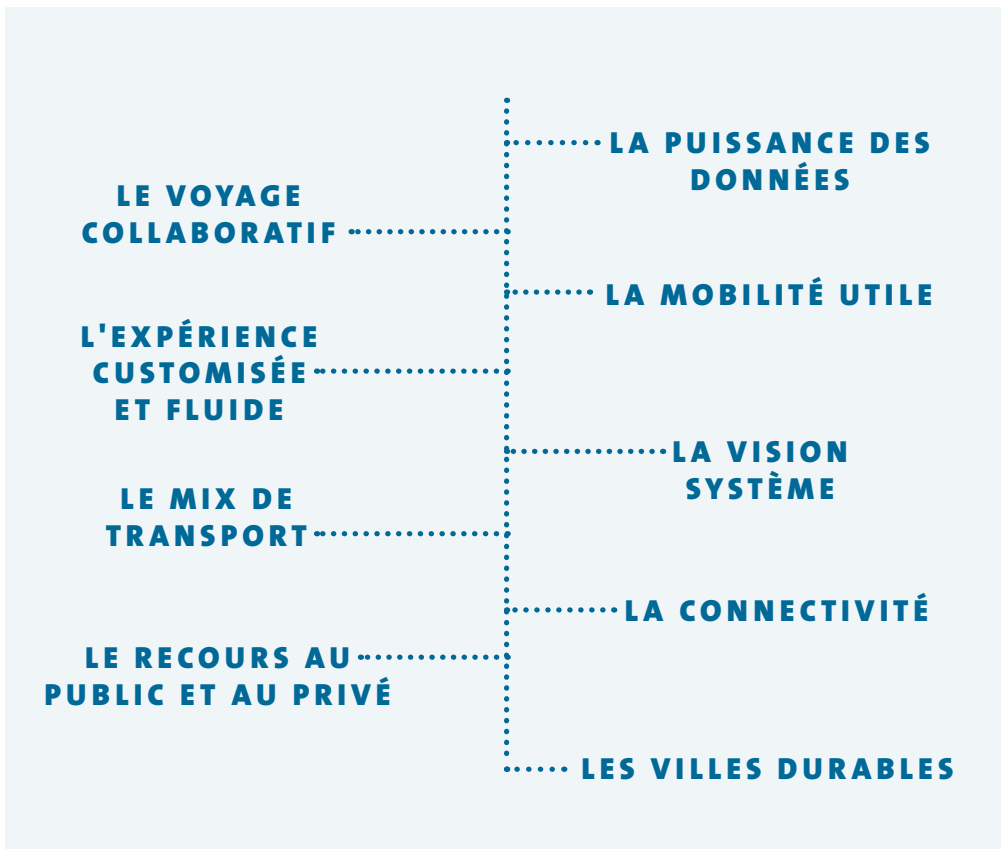 LA PUISSANCE DES
DONNÉES
LE VOYAGE
COLLABORATIF
LA MOBILITÉ UTILE
L'EXPÉRIENCE
CUSTOMISÉE
ET FLUIDE
LA VISION
SYSTÈME
LE MIX DE
TRANSPORT
LA CONNECTIVITÉ
LE RECOURS AU
PUBLIC ET AU PRIVÉ
LES VILLES DURABLES